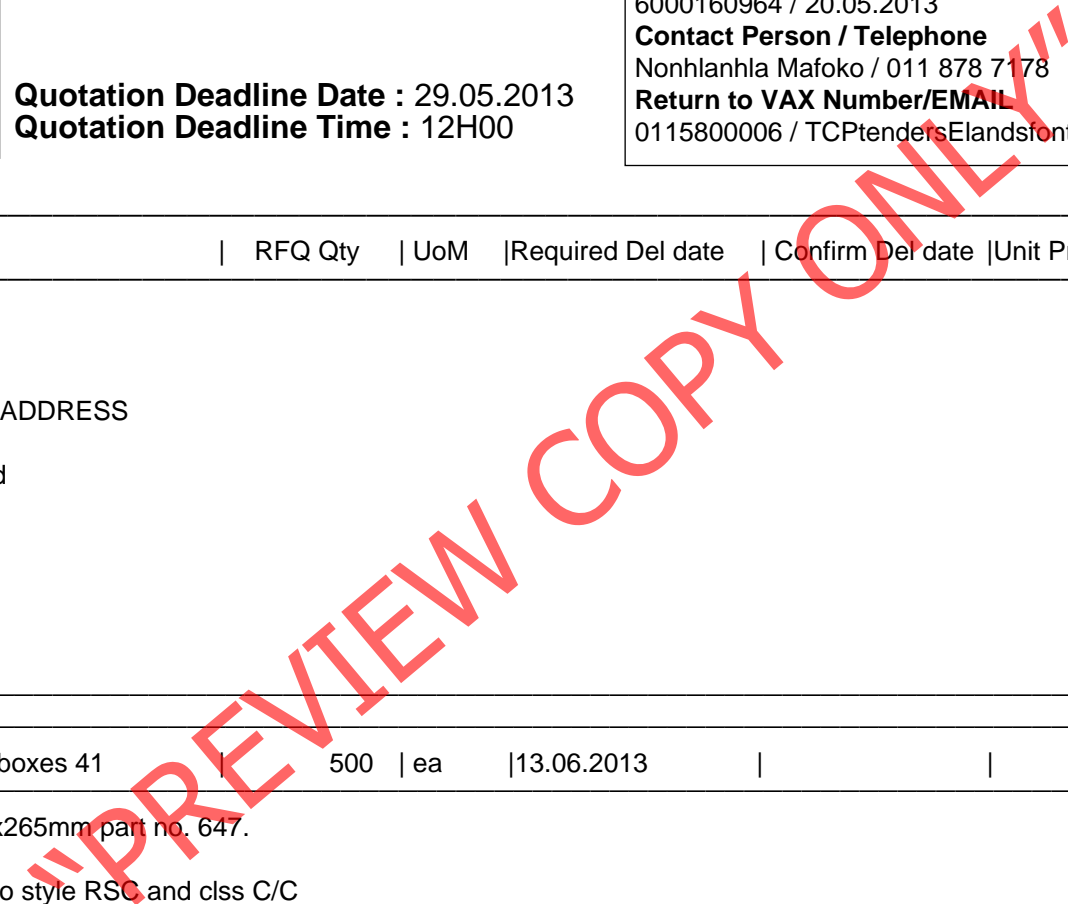 6000160964 / 20.05.2013
Contact Person / Telephone
Nonhlanhla Mafoko / 011 878 7178
Quotation Deadline Date : 29.05.2013
Return to VAX Number/EMAIL
Quotation Deadline Time : 12H00
0115800006 / TCPtendersElandsfont
| RFQ Qty | UoM |Required Del date | Confirm Del date |Unit Pr
ADDRESS
d
boxes 41 | 500 | ea |13.06.2013 | |
x265mm part no. 647.
o style RSC and clss C/C
"PREVIEW COPY ONLY"